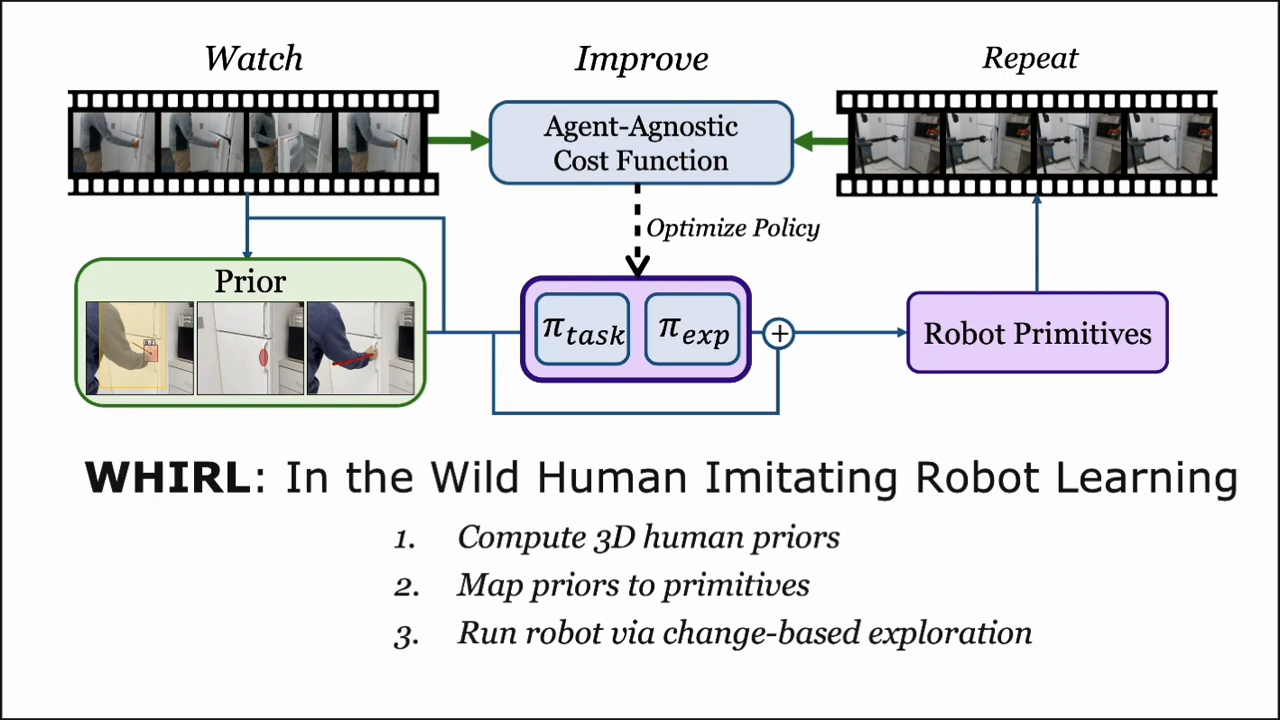 Watch
Improve
Repeat
Agent-Agnostic
Cost Function
Optimize Policy
Prior
π_task
π_exp
+
Robot Primitives
WHIRL: In the Wild Human Imitating Robot Learning
1. Compute 3D human priors
2. Map priors to primitives
3. Run robot via change-based exploration